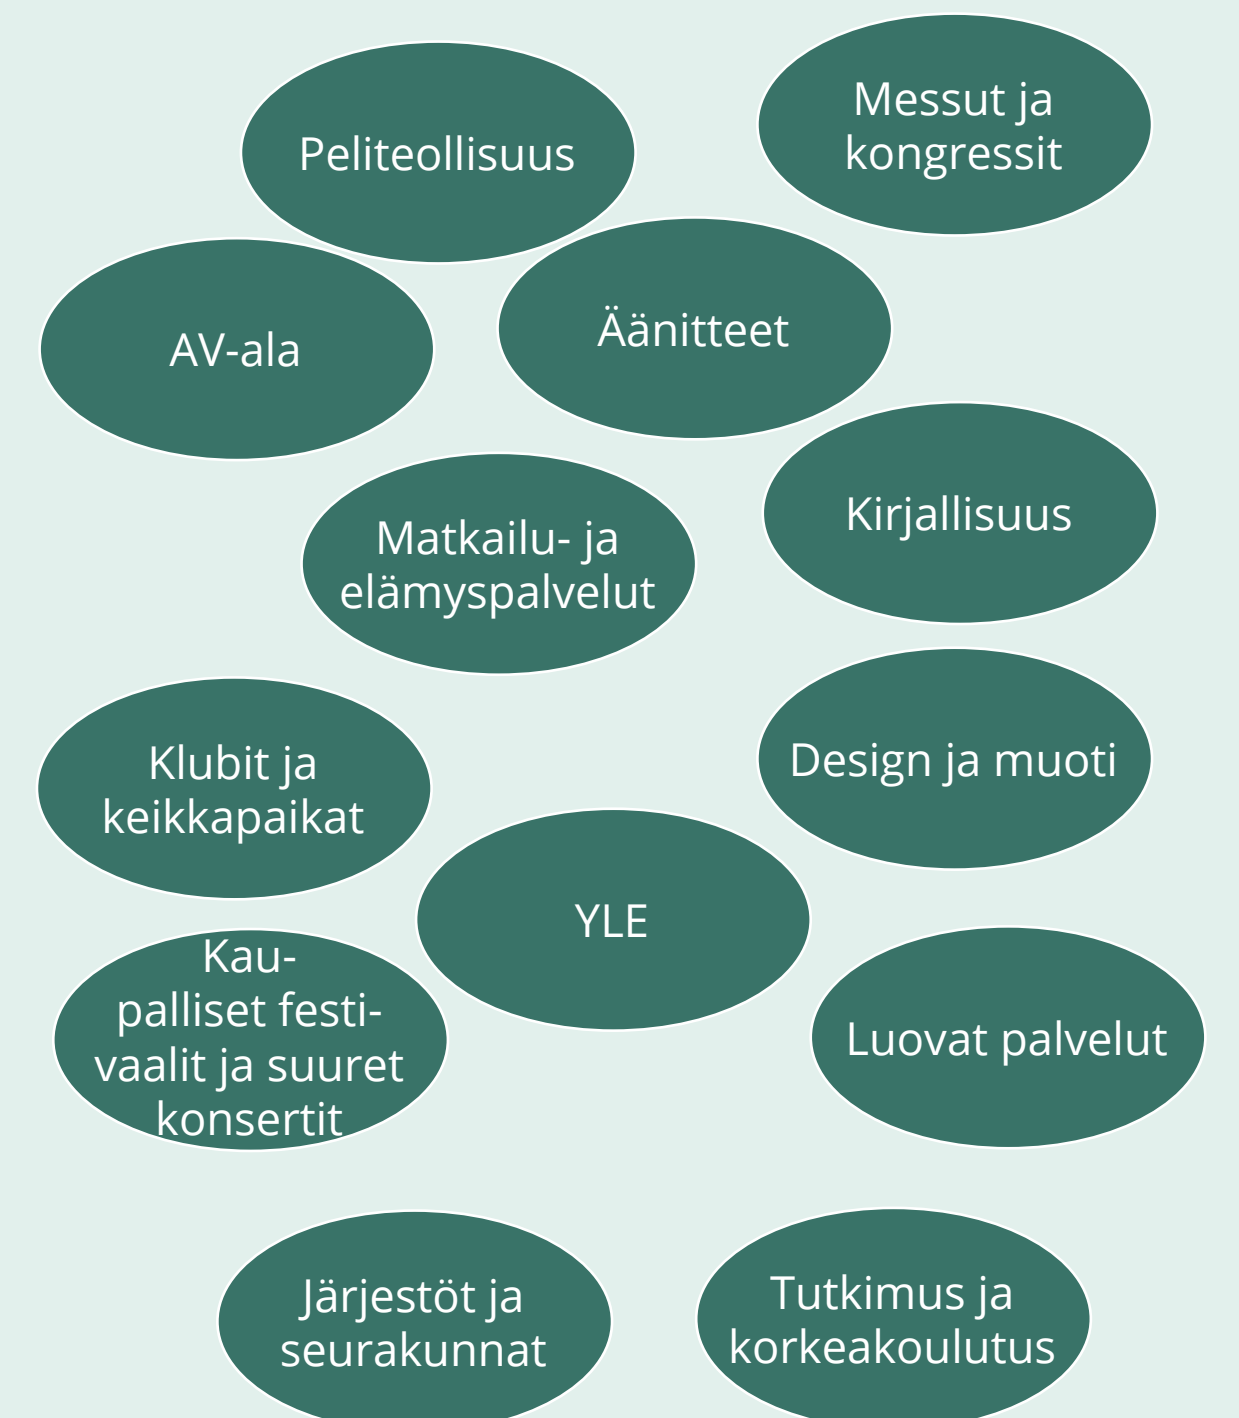 Messut ja
kongressit
Peliteollisuus
Äänitteet
AV-ala
Kirjallisuus
Matkailu- ja
elämyspalvelut
Design ja muoti
Klubit ja
keikkapaikat
YLE
Kau-
palliset festi-
vaalit ja suuret
konsertit
Luovat palvelut
Järjestöt ja
seurakunnat
Tutkimus ja
korkeakoulutus